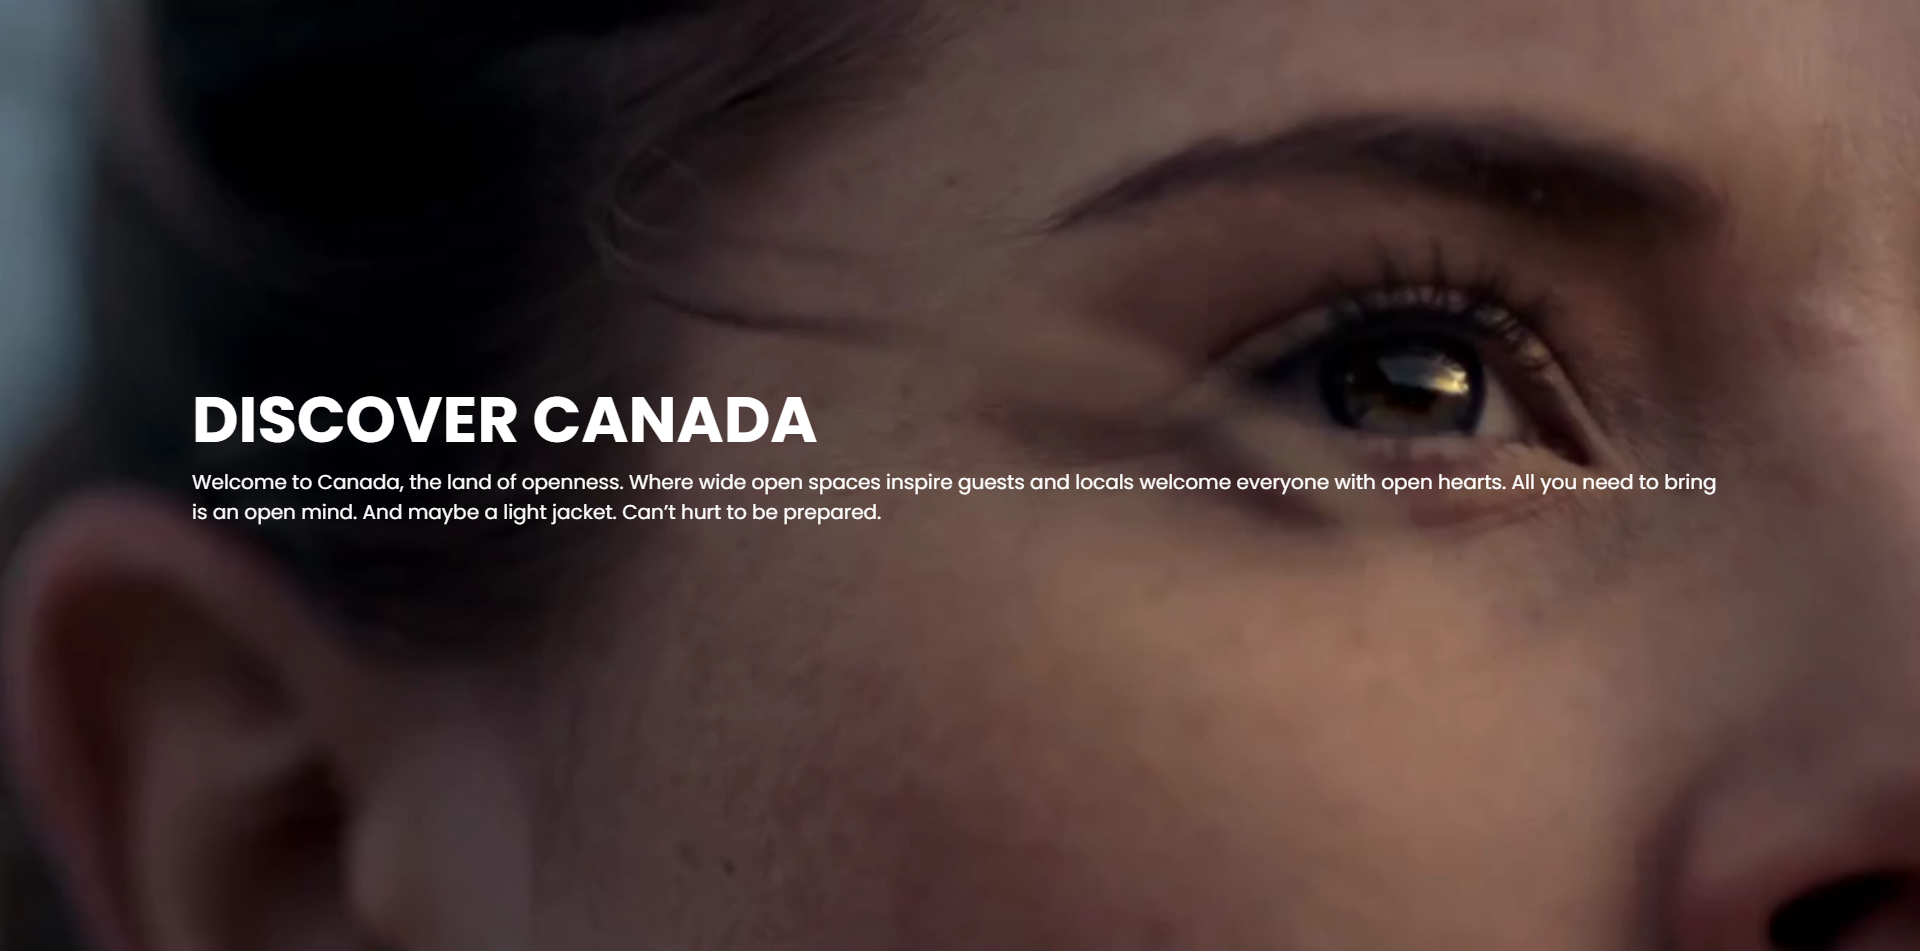 DISCOVER CANADA
Welcome to Canada, the land of openness. Where wide open spaces inspire guests and locals welcome everyone with open hearts. All you need to bring
is an open mind. And maybe a light jacket. Can’t hurt to be prepared.